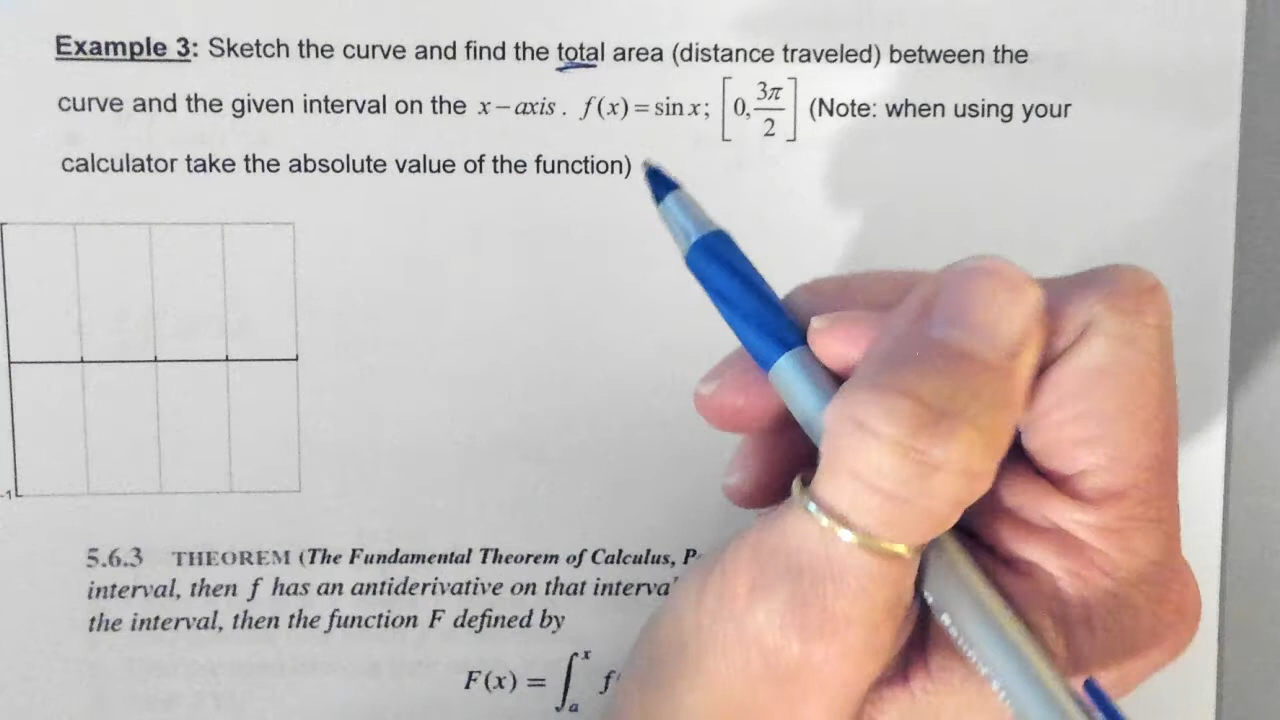 Example 3: Sketch the curve and find the total area (distance traveled) between the
curve and the given interval on the x-axis. f(x)=sin x; [0, 3π/2] (Note: when using your
calculator take the absolute value of the function)
-1
5.6.3 THEOREM (The Fundamental Theorem of Calculus,
interval, then f has an antiderivative on that
the interval, then the function F defined by
F(x) = ∫ₐˣ f